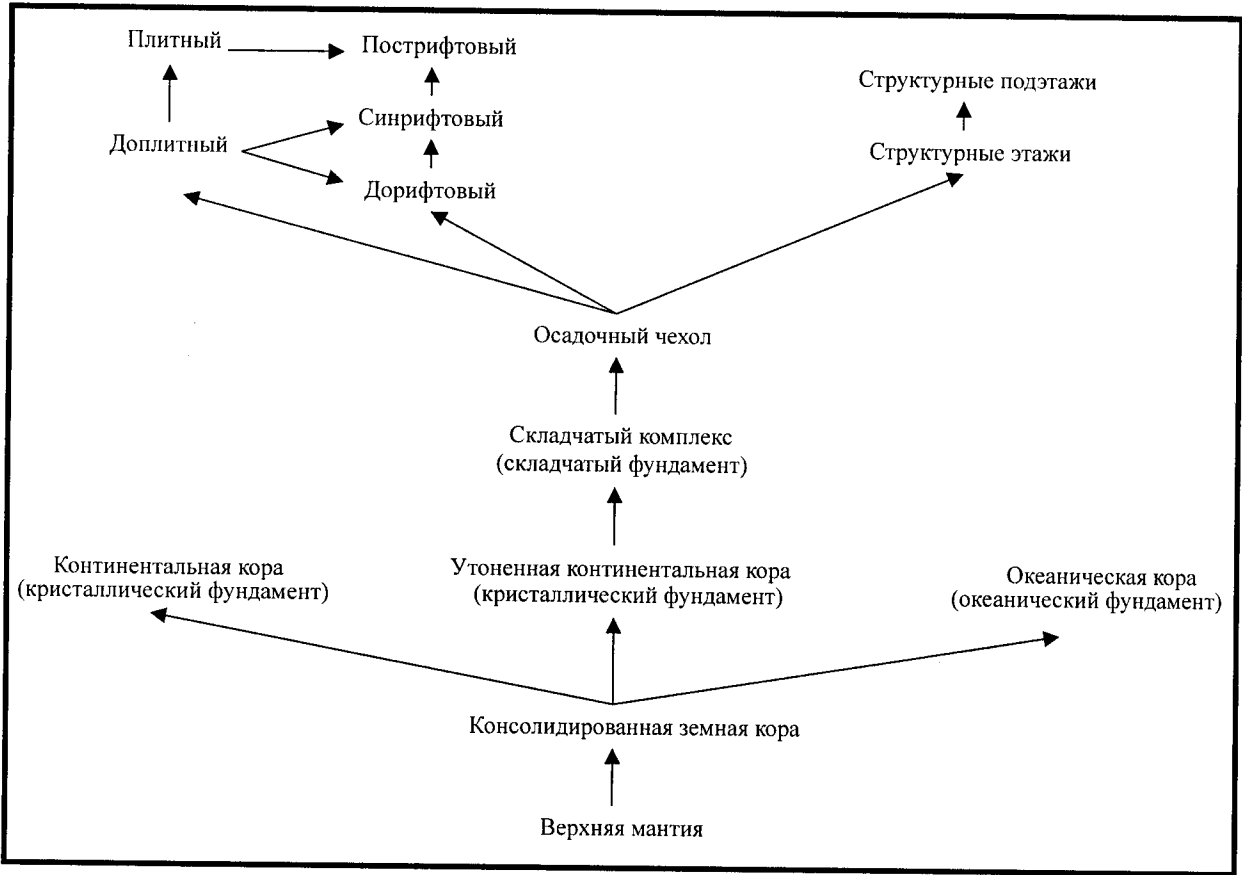 Плитный
Пострифтовый
Структурные подэтажи
Синрифтовый
Доплитный
Структурные этажи
Дорифтовый
Осадочный чехол
Складчатый комплекс
(складчатый фундамент)
Континентальная кора
(кристаллический фундамент)
Утоненная континентальная кора
(кристаллический фундамент)
Океаническая кора
(океанический фундамент)
Консолидированная земная кора
Верхняя мантия